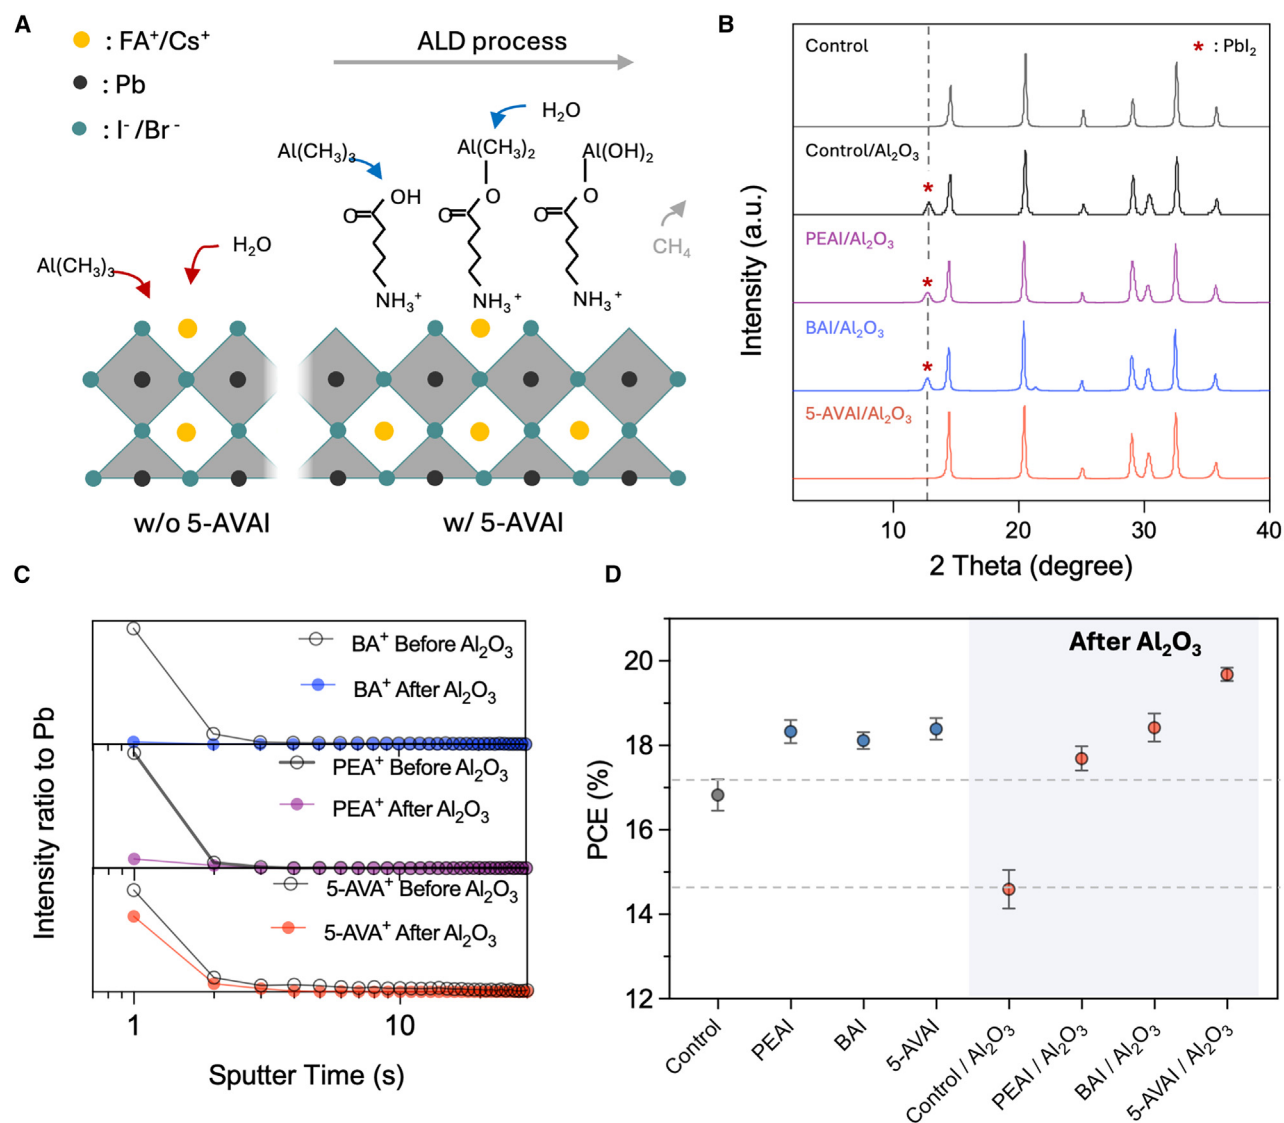 A
: FA⁺/Cs⁺
: Pb
: I⁻/Br⁻
ALD process
Al(CH₃)₃
H₂O
Al(CH₃)₃
OH
O
NH₃⁺
H₂O
Al(CH₃)₂
O
O
NH₃⁺
Al(OH)₂
O
O
NH₃⁺
CH₄
w/o 5-AVAI
w/ 5-AVAI
B
Control
* : PbI₂
Control/Al₂O₃
*
PEAI/Al₂O₃
*
BAI/Al₂O₃
*
5-AVAI/Al₂O₃
Intensity (a.u.)
10
20
30
40
2 Theta (degree)
C
BA⁺ Before Al₂O₃
BA⁺ After Al₂O₃
PEA⁺ Before Al₂O₃
PEA⁺ After Al₂O₃
5-AVA⁺ Before Al₂O₃
5-AVA⁺ After Al₂O₃
Intensity ratio to Pb
1
10
Sputter Time (s)
D
After Al₂O₃
PCE (%)
20
18
16
14
12
Control
PEAI
BAI
5-AVAI
Control / Al₂O₃
PEAI / Al₂O₃
BAI / Al₂O₃
5-AVAI / Al₂O₃